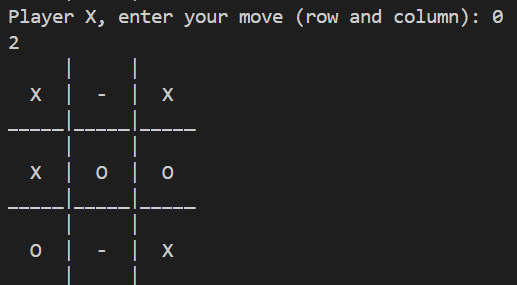 Player X, enter your move (row and column): 0
2
     |     |
  X  |  -  |  X
_____|_____|_____
     |     |
  X  |  O  |  O
_____|_____|_____
     |     |
  O  |  -  |  X
     |     |